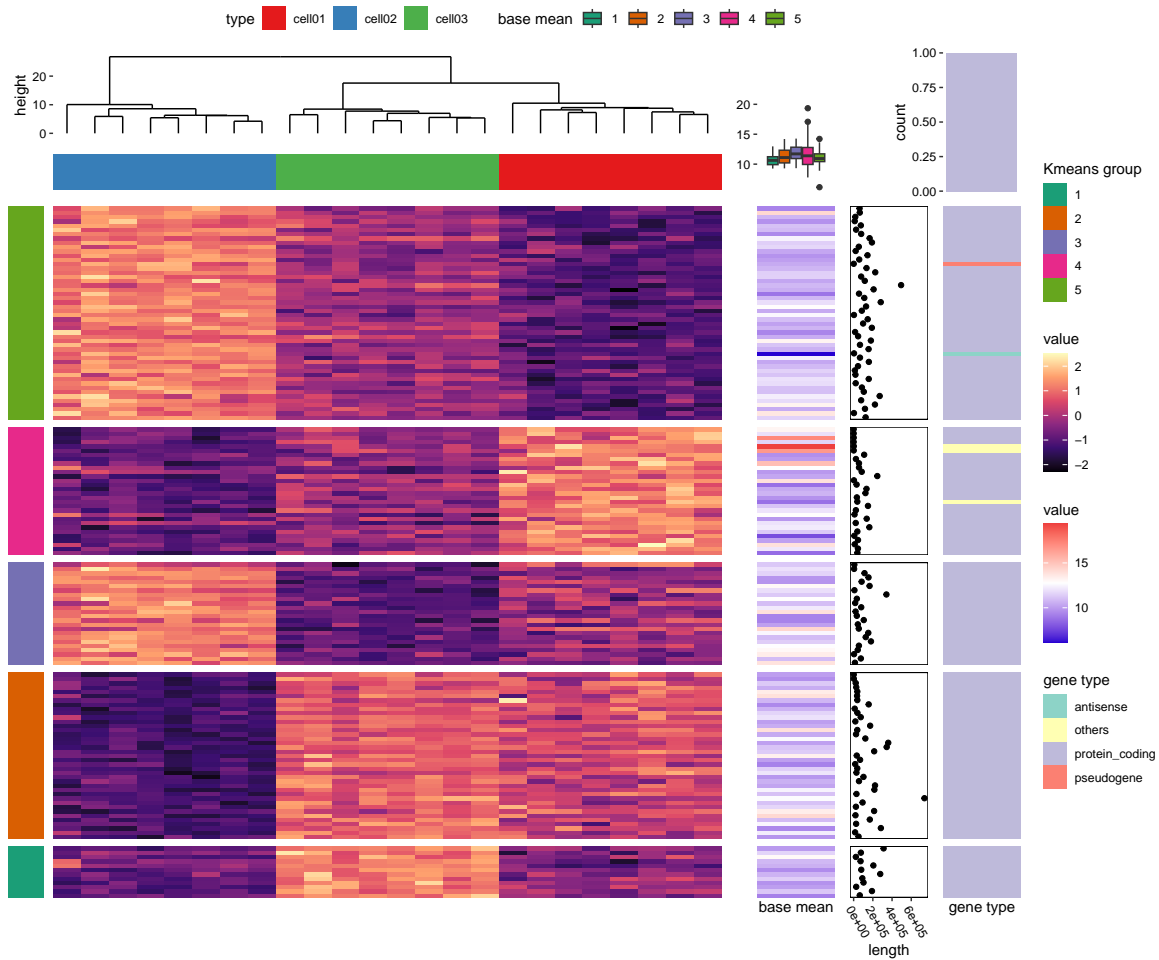 type cell01 cell02 cell03 base mean 1 2 3 4 5
height
20
10
0
20
15
10
count
1.00
0.75
0.50
0.25
0.00
Kmeans group
1
2
3
4
5
value
2
1
0
−1
−2
value
15
10
gene type
antisense
others
protein_coding
pseudogene
base mean
0e+00
2e+05
4e+05
6e+05
length
gene type